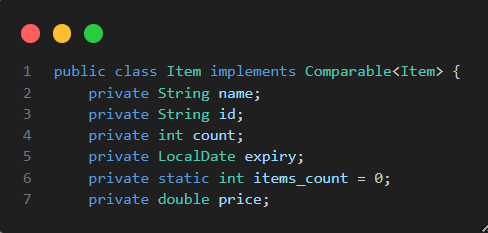 1 public class Item implements Comparable<Item> {
2 private String name;
3 private String id;
4 private int count;
5 private LocalDate expiry;
6 private static int items_count = 0;
7 private double price;